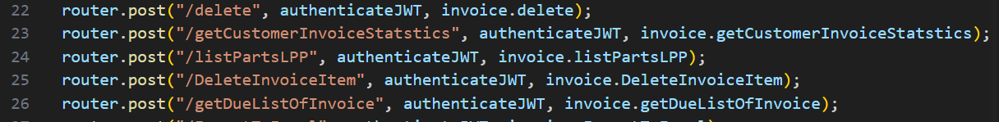 22 router.post("/delete", authenticateJWT, invoice.delete);
23 router.post("/getCustomerInvoiceStatstics", authenticateJWT, invoice.getCustomerInvoiceStatstics);
24 router.post("/listPartsLPP", authenticateJWT, invoice.listPartsLPP);
25 router.post("/DeleteInvoiceItem", authenticateJWT, invoice.DeleteInvoiceItem);
26 router.post("/getDueListOfInvoice", authenticateJWT, invoice.getDueListOfInvoice);